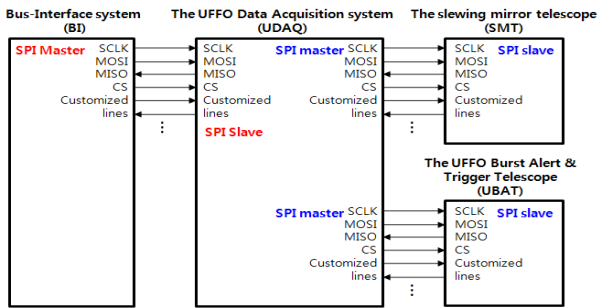 Bus-Interface system
(BI)
The UFFO Data Acquisition system
(UDAQ)
The slewing mirror telescope
(SMT)
SPI Master SCLK
MOSI
MISO
CS
Customized
lines
SCLK
MOSI
MISO
CS
Customized
lines
SPI Slave
SPI master SCLK
MOSI
MISO
CS
Customized
lines
SCLK SPI slave
MOSI
MISO
CS
Customized
lines
The UFFO Burst Alert &
Trigger Telescope
(UBAT)
SPI master SCLK
MOSI
MISO
CS
Customized
lines
SCLK SPI slave
MOSI
MISO
CS
Customized
lines